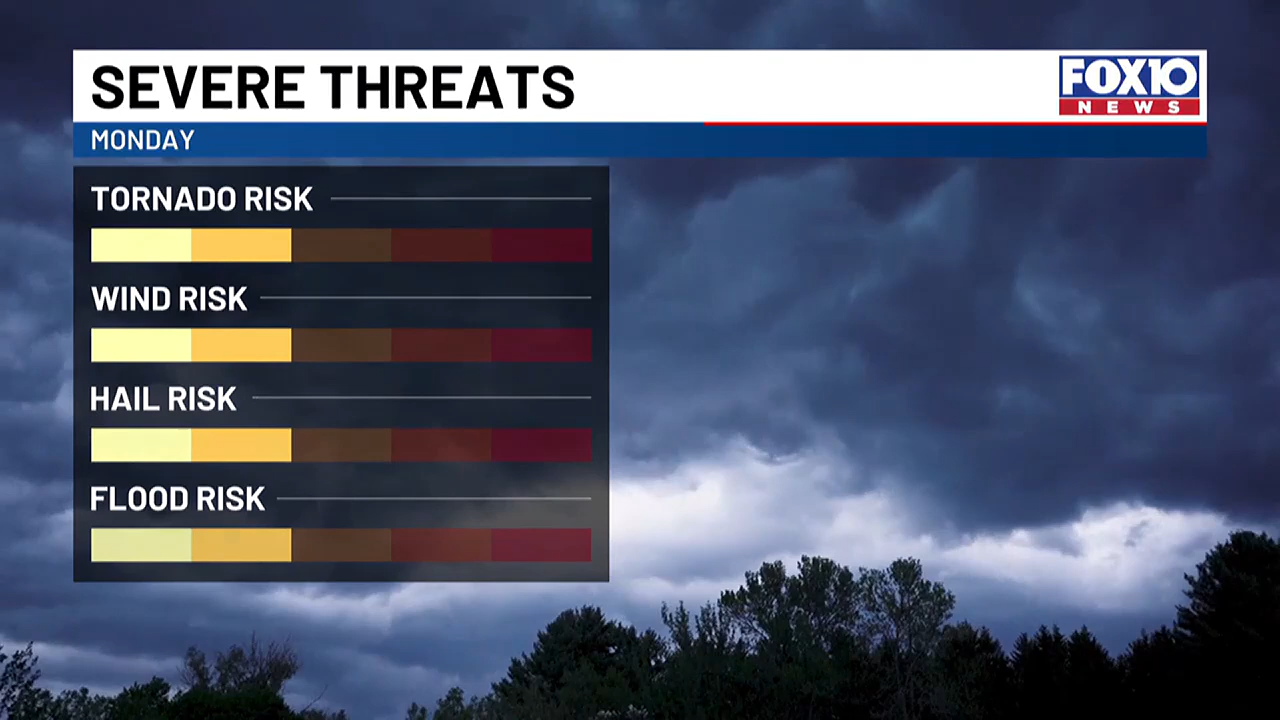 SEVERE THREATS
FOX10
NEWS
MONDAY
TORNADO RISK
WIND RISK
HAIL RISK
FLOOD RISK